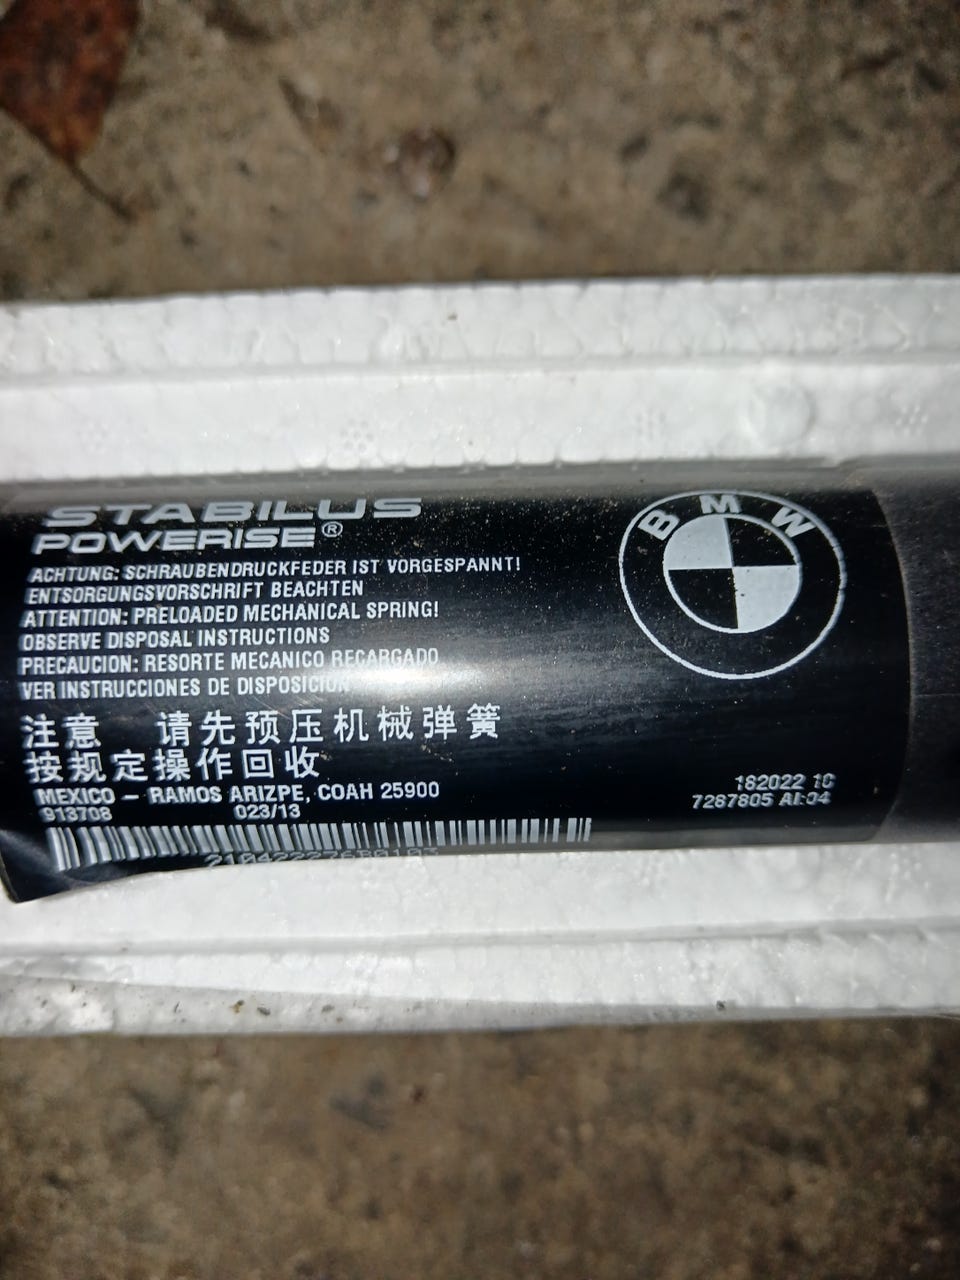 STABILUS
POWERISE®
ACHTUNG: SCHRAUBENDRUCKFEDER IST VORGESPANNT!
ENTSORGUNGSVORSCHRIFT BEACHTEN
ATTENTION: PRELOADED MECHANICAL SPRING!
OBSERVE DISPOSAL INSTRUCTIONS
PRECAUCION: RESORTE MECANICO RECARGADO
VER INSTRUCCIONES DE DISPOSICION
注意 请先预压机械弹簧
按规定操作回收
MEXICO - RAMOS ARIZPE, COAH 25900
913708 023/13
BMW
182022 10
7287805 AI:04